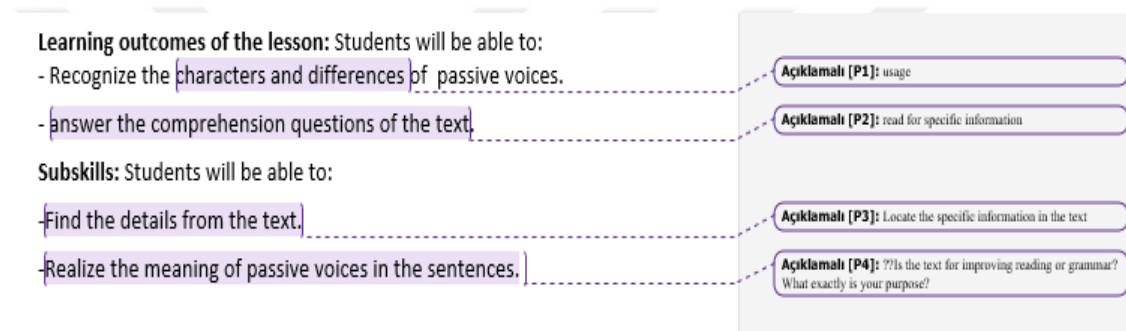 Learning outcomes of the lesson: Students will be able to:
- Recognize the characters and differences of passive voices.
Açıklamalı [P1]: usage
- answer the comprehension questions of the text.
Açıklamalı [P2]: read for specific information
Subskills: Students will be able to:
-Find the details from the text.
Açıklamalı [P3]: Locate the specific information in the text
-Realize the meaning of passive voices in the sentences.
Açıklamalı [P4]: ??Is the text for improving reading or grammar?
What exactly is your purpose?